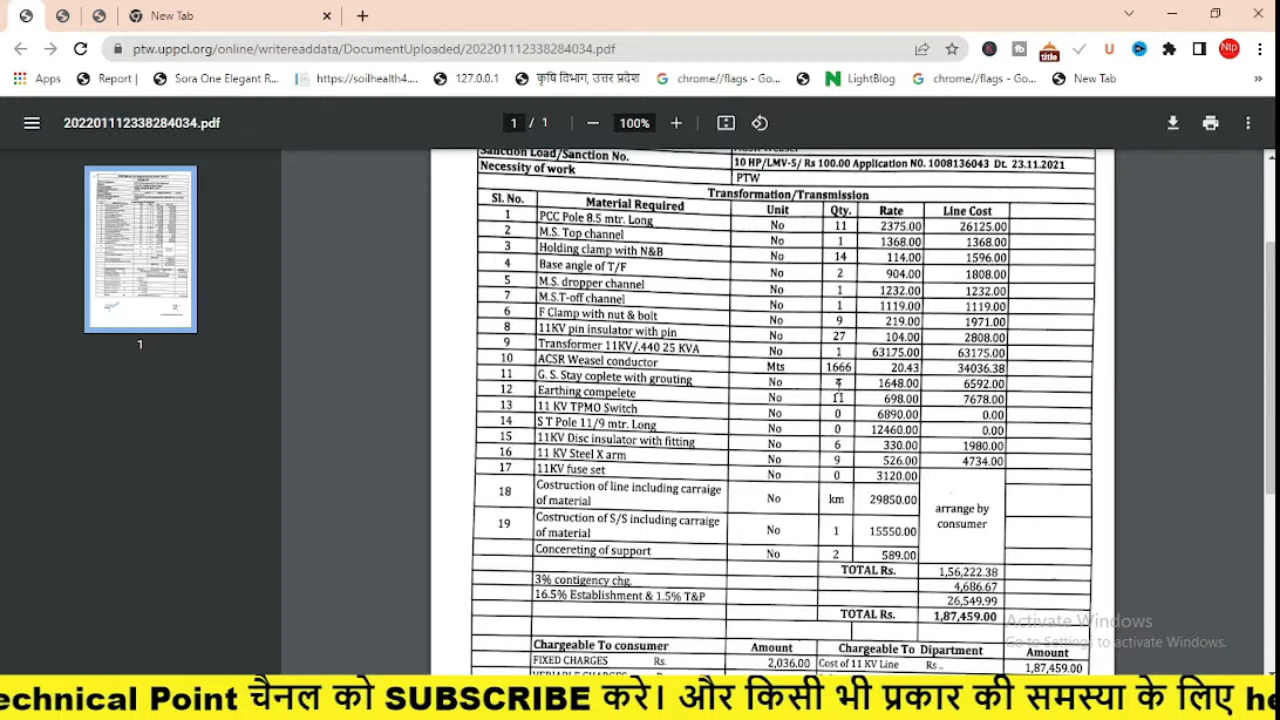 New Tab
ptw.uppcl.org/online/writereaddata/DocumentUploaded/202201112338284034.pdf
title
U
Ntp
Apps
Report |
Sora One Elegant R...
https://soilhealth4....
127.0.0.1
कृषि विभाग, उत्तर प्रदेश
chrome//flags - Go...
LightBlog
chrome//flags - Go...
New Tab
»
202201112338284034.pdf
1 / 1
100%
1
Sanction Load/Sanction No. 10 HP/LMV-5/ Rs 100.00 Application N0. 1008136043 Dt. 23.11.2021
Necessity of work PTW
Transformation/Transmission
Sl. No. Material Required Unit Qty. Rate Line Cost
1 PCC Pole 8.5 mtr. Long No 11 2375.00 26125.00
2 M.S. Top channel No 1 1368.00 1368.00
3 Holding clamp with N&B No 14 114.00 1596.00
4 Base angle of T/F No 2 904.00 1808.00
5 M.S. dropper channel No 1 1232.00 1232.00
7 M.S.T-off channel No 1 1119.00 1119.00
6 F Clamp with nut & bolt No 9 219.00 1971.00
8 11KV pin insulator with pin No 27 104.00 2808.00
9 Transformer 11KV/.440 25 KVA No 1 63175.00 63175.00
10 ACSR Weasel conductor Mts 1666 20.43 34036.38
11 G. S. Stay coplete with grouting No 1648.00 6592.00
12 Earthing compelete No 11 698.00 7678.00
13 11 KV TPMO Switch No 0 6890.00 0.00
14 S T Pole 11/9 mtr. Long No 0 12460.00 0.00
15 11KV Disc insulator with fitting No 6 330.00 1980.00
16 11 KV Steel X arm No 9 526.00 4734.00
17 11KV fuse set No 0 3120.00
18 Costruction of line including carraige of material No km 29850.00 arrange by consumer
19 Costruction of S/S including carraige of material No 1 15550.00
Concereting of support No 2 589.00
TOTAL Rs. 1,56,222.38
3% contigency chg. 4,686.67
16.5% Establishment & 1.5% T&P 26,549.99
TOTAL Rs. 1,87,459.00
Chargeable To consumer Amount Chargeable To Dipartment Amount
FIXED CHARGES Rs. 2,036.00 Cost of 11 KV Line Rs 1,87,459.00
Activate Windows
Go to Settings to activate Windows.
echnical Point चैनल को SUBSCRIBE करे। और किसी भी प्रकार की समस्या के लिए he